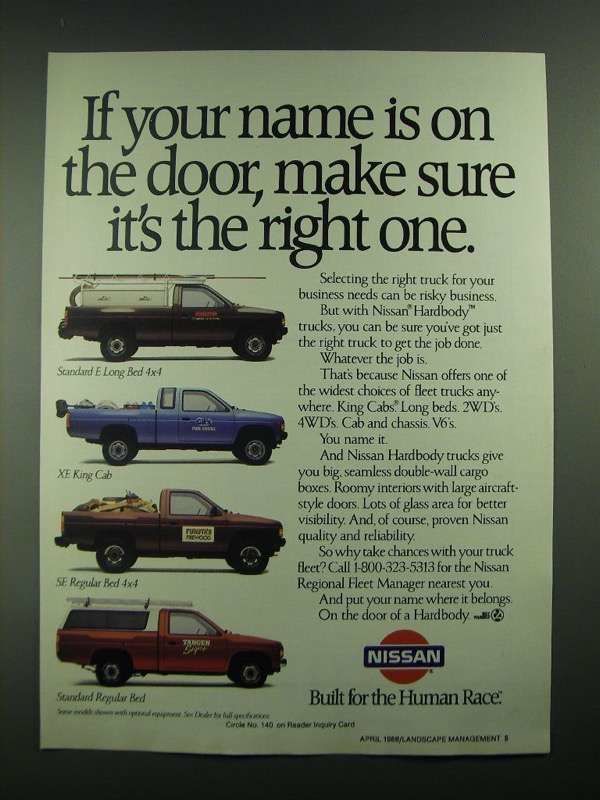 If your name is on
the door, make sure
it's the right one.
Standard E Long Bed 4x4
XE King Cab
SE Regular Bed 4x4
Standard Regular Bed
FIREWOOD
TANGEN
Signs
Selecting the right truck for your
business needs can be risky business.
But with Nissan® Hardbody™
trucks, you can be sure you've got just
the right truck to get the job done.
Whatever the job is.
That's because Nissan offers one of
the widest choices of fleet trucks any-
where. King Cabs.® Long beds. 2WD's.
4WD's. Cab and chassis. V6's.
You name it.
And Nissan Hardbody trucks give
you big, seamless double-wall cargo
boxes. Roomy interiors with large aircraft-
style doors. Lots of glass area for better
visibility. And, of course, proven Nissan
quality and reliability.
So why take chances with your truck
fleet? Call 1-800-323-5313 for the Nissan
Regional Fleet Manager nearest you.
And put your name where it belongs.
On the door of a Hardbody.
NISSAN
®
Built for the Human Race.™
Some models shown with optional equipment. See Dealer for full specifications.
Circle No. 140 on Reader Inquiry Card
APRIL 1988/LANDSCAPE MANAGEMENT